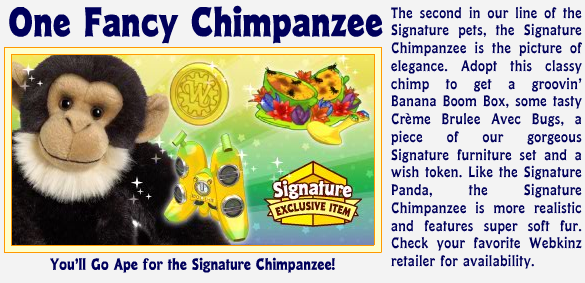 One Fancy Chimpanzee
W
Signature
EXCLUSIVE ITEM
You'll Go Ape for the Signature Chimpanzee!
The second in our line of the
Signature pets, the Signature
Chimpanzee is the picture of
elegance. Adopt this classy
chimp to get a groovin'
Banana Boom Box, some tasty
Crème Brulee Avec Bugs, a
piece of our gorgeous
Signature furniture set and a
wish token. Like the Signature
Panda, the Signature
Chimpanzee is more realistic
and features super soft fur.
Check your favorite Webkinz
retailer for availability.